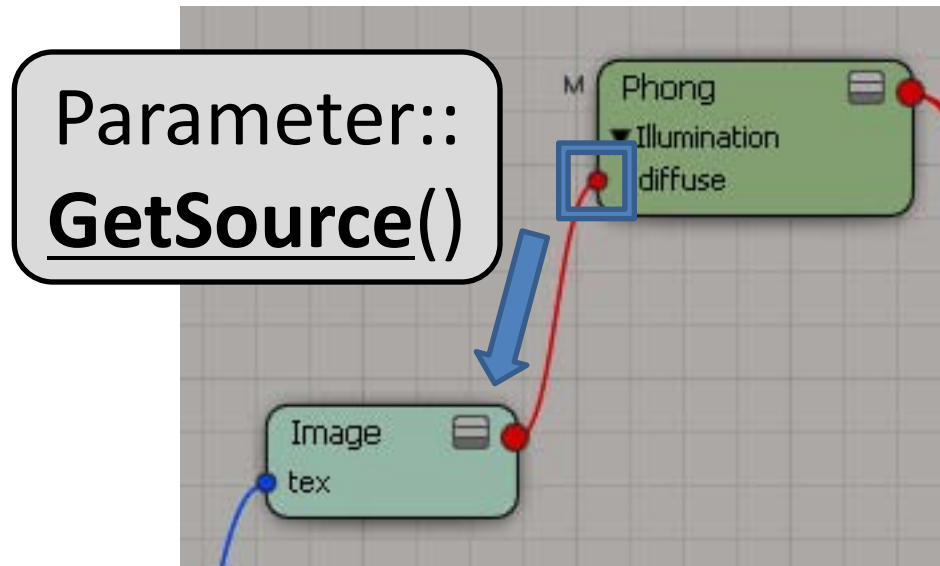 Parameter::
GetSource()
M
Phong
Illumination
diffuse
Image
tex